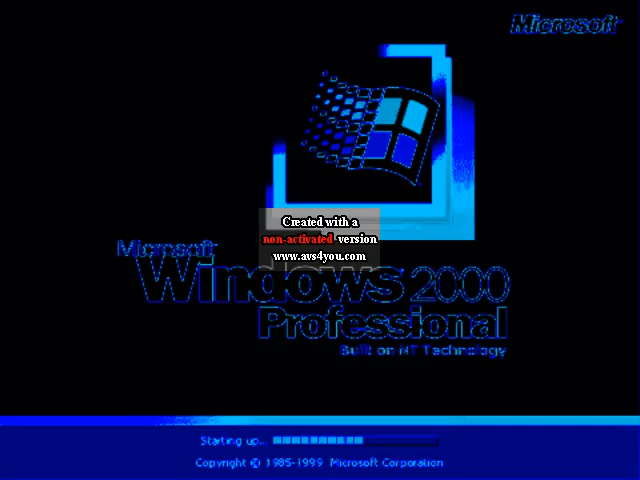 Microsoft
Created with a
non-activated version
www.avs4you.com
Microsoft
Windows 2000
Professional
Built on NT Technology
Starting up...
Copyright © 1985-1999 Microsoft Corporation